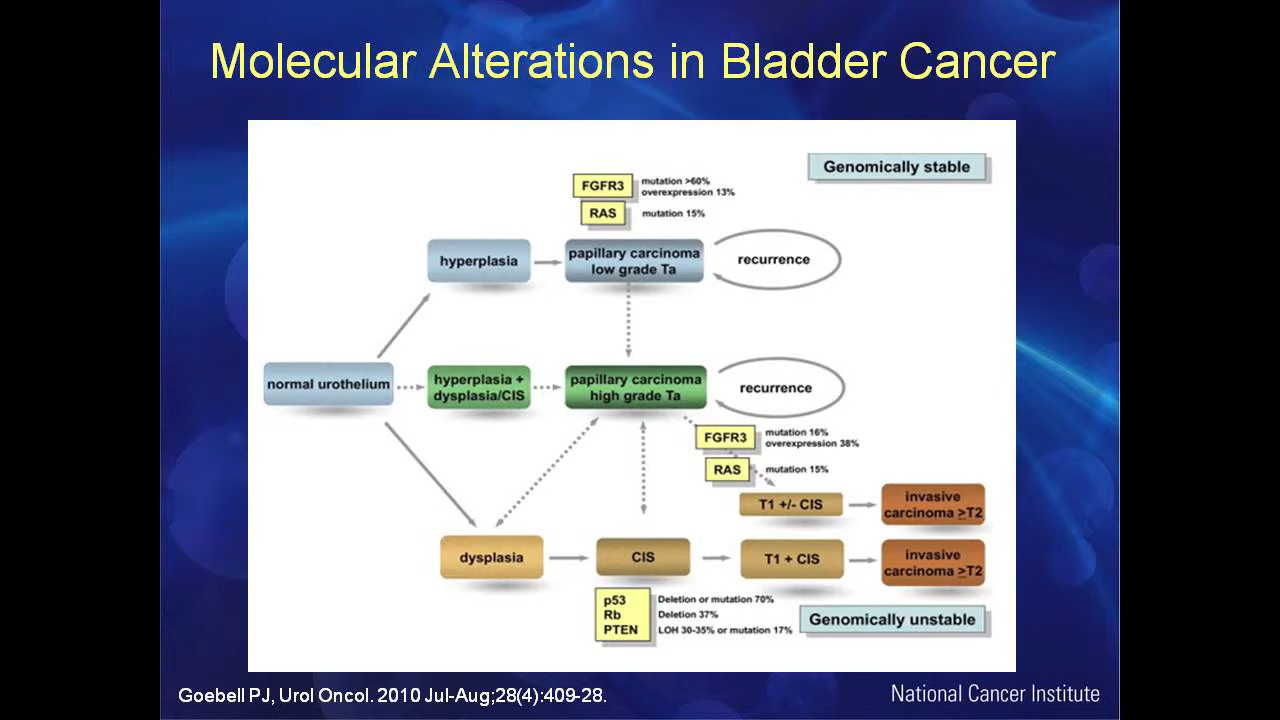 Molecular Alterations in Bladder Cancer
Genomically stable
FGFR3
mutation >60%
overexpression 13%
RAS
mutation 15%
hyperplasia
papillary carcinoma
low grade Ta
recurrence
normal urothelium
hyperplasia +
dysplasia/CIS
papillary carcinoma
high grade Ta
recurrence
FGFR3
mutation 16%
overexpression 38%
RAS
mutation 15%
T1 +/- CIS
invasive
carcinoma ≥T2
dysplasia
CIS
T1 + CIS
invasive
carcinoma ≥T2
p53
Deletion or mutation 70%
Rb
Deletion 37%
PTEN
LOH 30-35% or mutation 17%
Genomically unstable
Goebell PJ, Urol Oncol. 2010 Jul-Aug;28(4):409-28.
National Cancer Institute